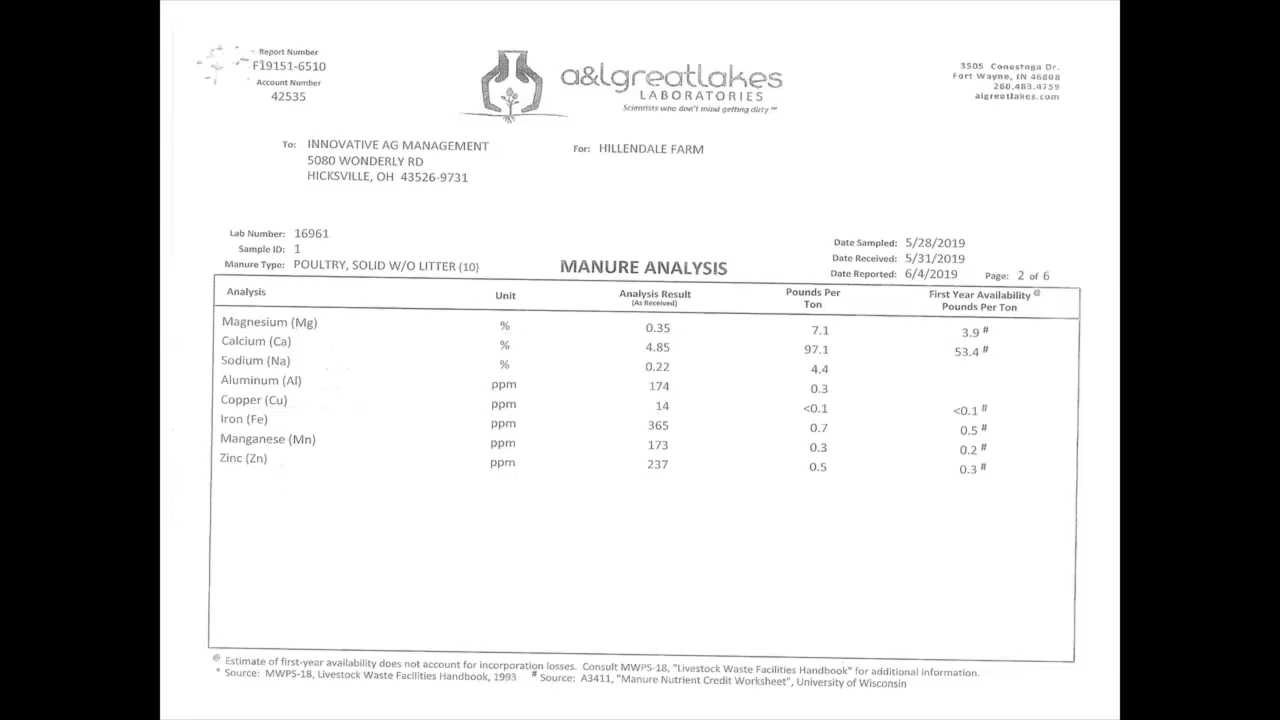 Report Number
F19151-6510
Account Number
42535
a&lgreatlakes
LABORATORIES
Scientists who don't mind getting dirty ℠
3505 Conestoga Dr.
Fort Wayne, IN 46808
260.483.4759
algreatlakes.com
To: INNOVATIVE AG MANAGEMENT
5080 WONDERLY RD
HICKSVILLE, OH 43526-9731
For: HILLENDALE FARM
Lab Number: 16961
Sample ID: 1
Manure Type: POULTRY, SOLID W/O LITTER (10)
MANURE ANALYSIS
Date Sampled: 5/28/2019
Date Received: 5/31/2019
Date Reported: 6/4/2019 Page: 2 of 6
Analysis Unit Analysis Result (As Received) Pounds Per Ton First Year Availability @ Pounds Per Ton
Magnesium (Mg) % 0.35 7.1 3.9 #
Calcium (Ca) % 4.85 97.1 53.4 #
Sodium (Na) % 0.22 4.4
Aluminum (Al) ppm 174 0.3
Copper (Cu) ppm 14 <0.1 <0.1 #
Iron (Fe) ppm 365 0.7 0.5 #
Manganese (Mn) ppm 173 0.3 0.2 #
Zinc (Zn) ppm 237 0.5 0.3 #
@ Estimate of first-year availability does not account for incorporation losses. Consult MWPS-18, "Livestock Waste Facilities Handbook" for additional information.
* Source: MWPS-18, Livestock Waste Facilities Handbook, 1993 # Source: A3411, "Manure Nutrient Credit Worksheet", University of Wisconsin